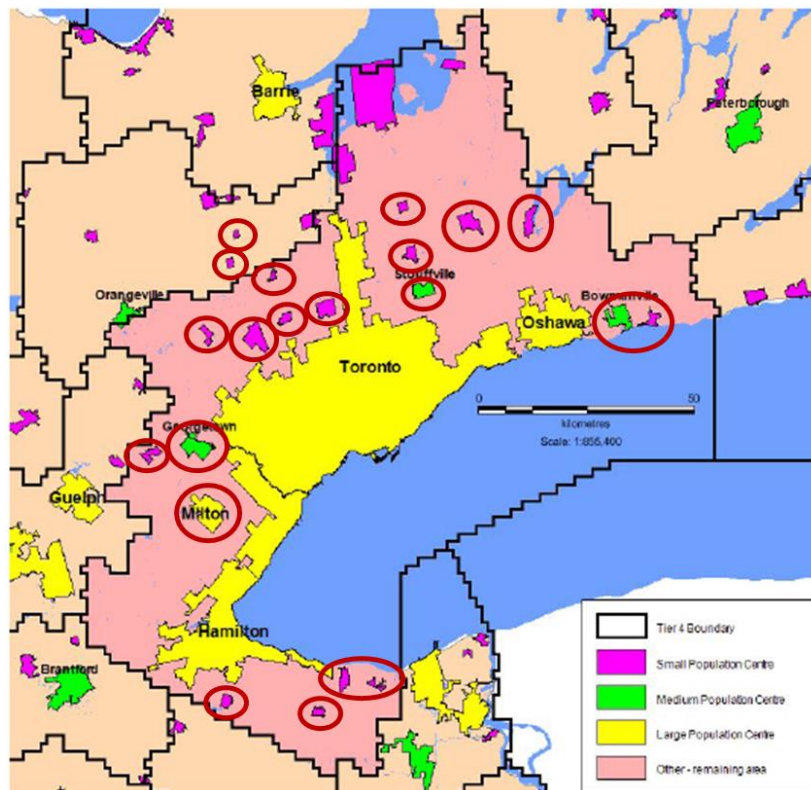 Barrie
Peterborough
Orangeville
Stouffville
Bowmanville
Oshawa
Toronto
0
50
kilometres
Scale: 1:855,400
Georgetown
Guelph
Milton
Hamilton
Brantford
Tier 4 Boundary
Small Population Centre
Medium Population Centre
Large Population Centre
Other - remaining area